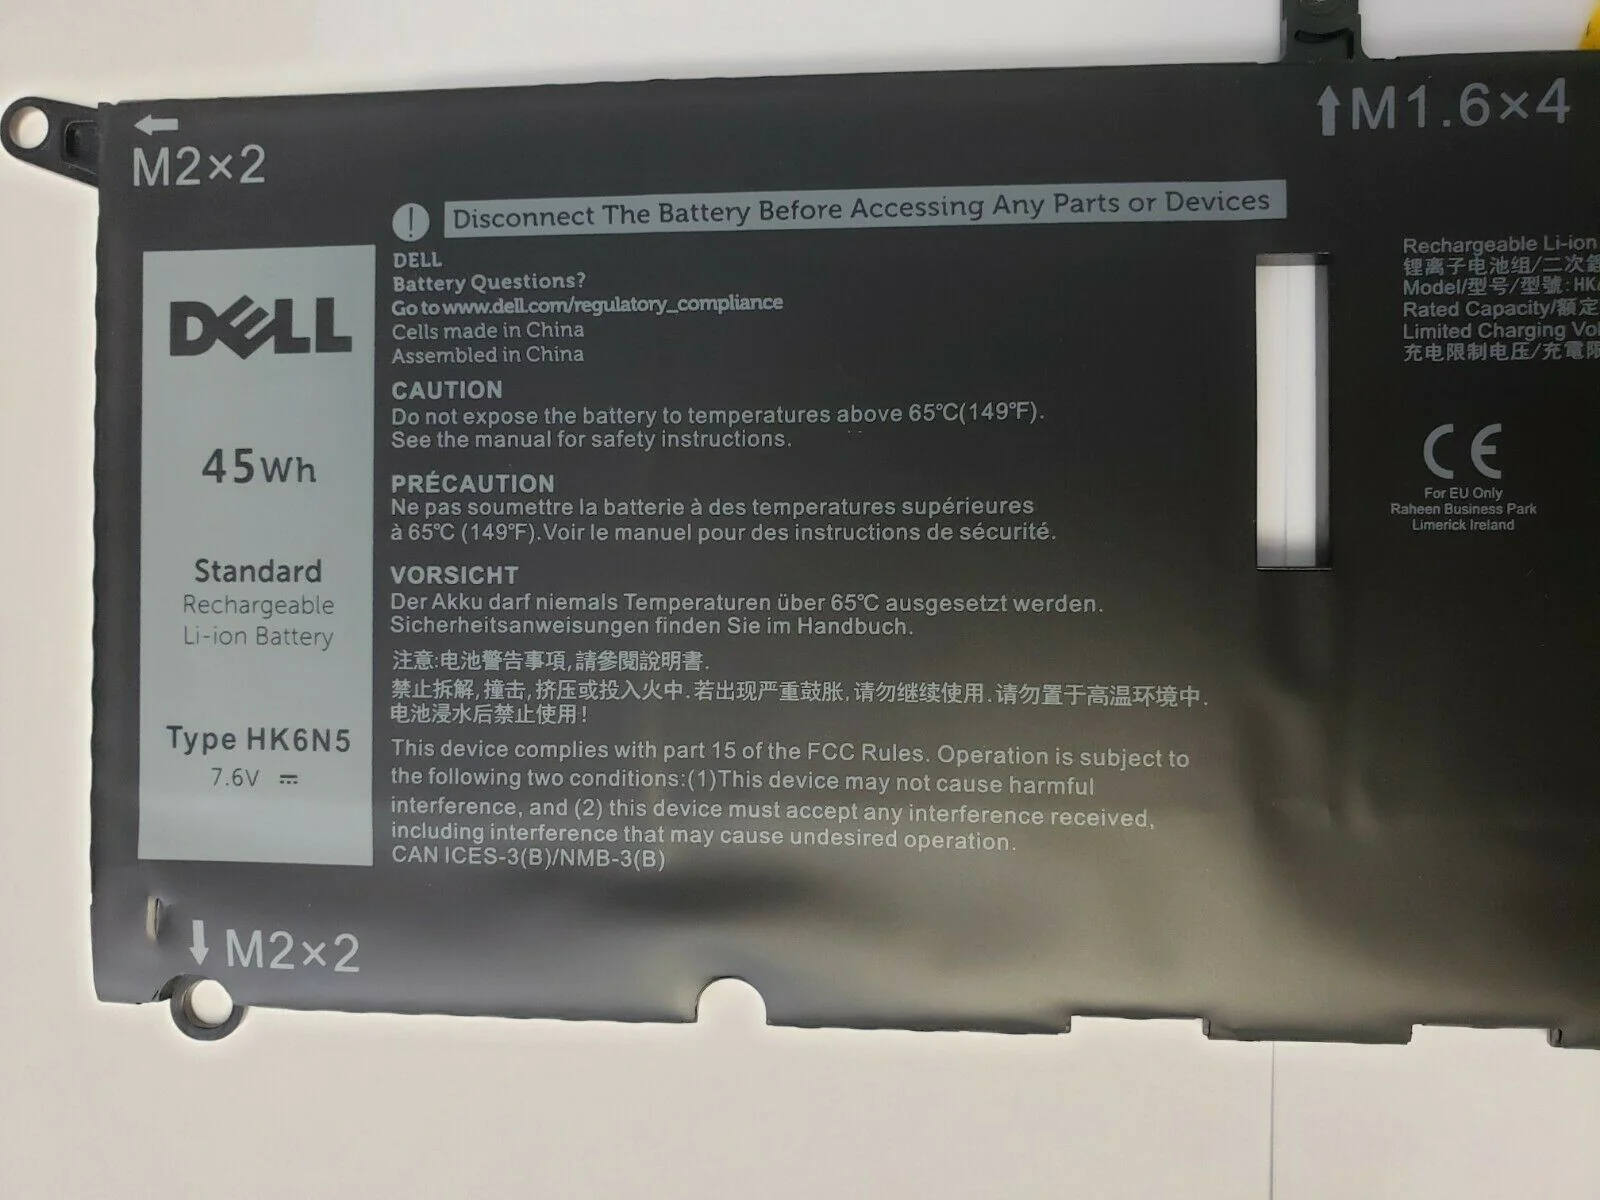 M2×2
M1.6×4
Disconnect The Battery Before Accessing Any Parts or Devices
DELL
45Wh
Standard
Rechargeable
Li-ion Battery
Type HK6N5
7.6V
DELL
Battery Questions?
Go to www.dell.com/regulatory_compliance
Cells made in China
Assembled in China
CAUTION
Do not expose the battery to temperatures above 65℃(149℉).
See the manual for safety instructions.
PRÉCAUTION
Ne pas soumettre la batterie à des temperatures supérieures
à 65℃ (149℉).Voir le manuel pour des instructions de sécurité.
VORSICHT
Der Akku darf niemals Temperaturen über 65℃ ausgesetzt werden.
Sicherheitsanweisungen finden Sie im Handbuch.
注意:电池警告事項,請參閱說明書.
禁止拆解,撞击,挤压或投入火中.若出现严重鼓胀,请勿继续使用.请勿置于高温环境中.
电池浸水后禁止使用!
This device complies with part 15 of the FCC Rules. Operation is subject to
the following two conditions:(1)This device may not cause harmful
interference, and (2) this device must accept any interference received,
including interference that may cause undesired operation.
CAN ICES-3(B)/NMB-3(B)
Rechargeable Li-ion
锂离子电池组/二次
Model/型号/型號: HK
Rated Capacity/額定
Limited Charging
充电限制电压/充電
CE
For EU Only
Raheen Business Park
Limerick Ireland
M2×2